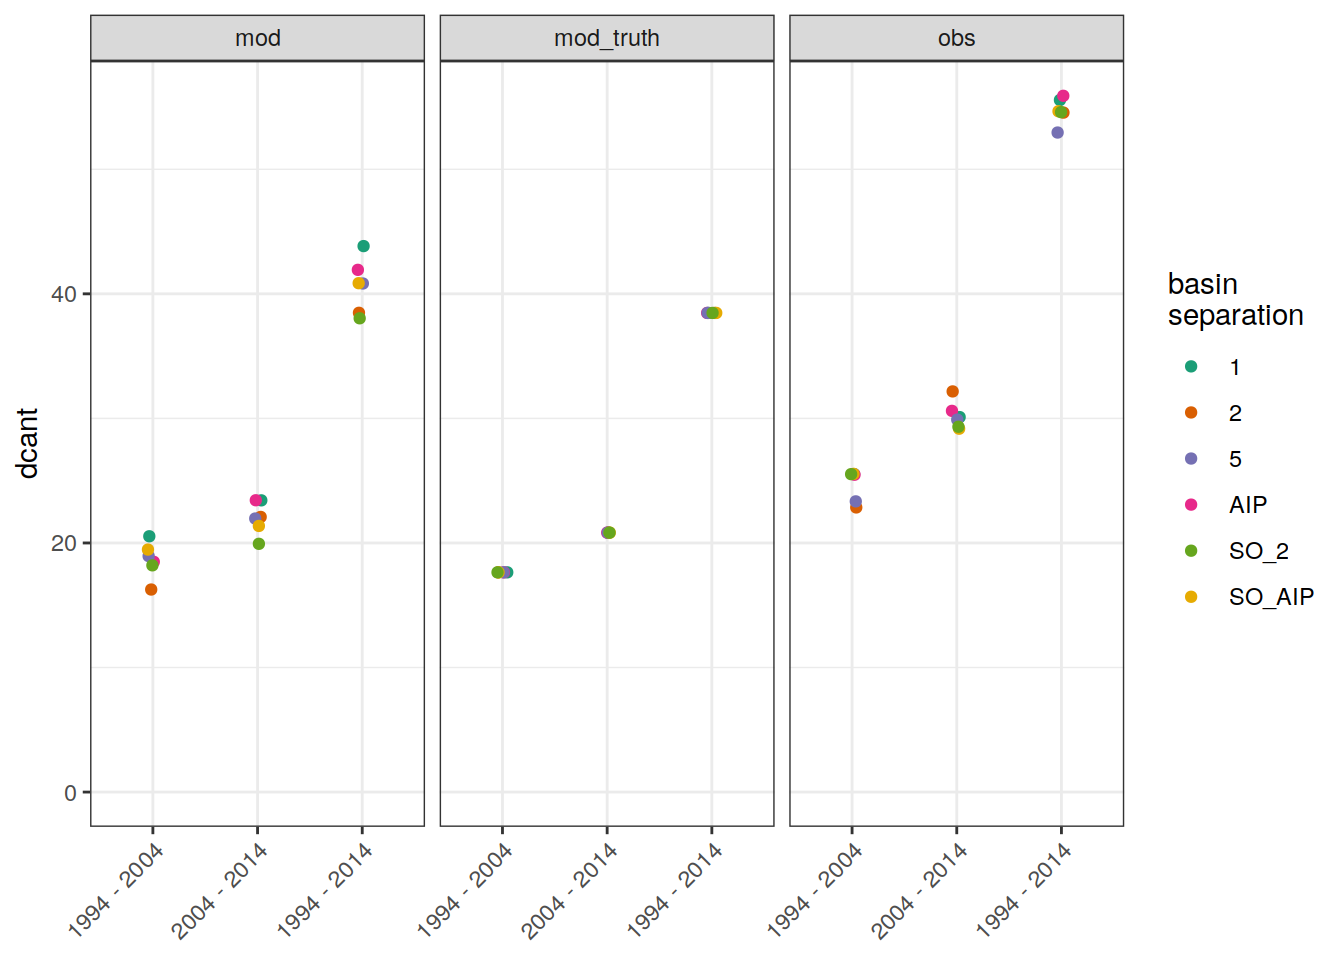 mod
mod_truth
obs
dcant
40
20
0
1994 - 2004
2004 - 2014
1994 - 2014
1994 - 2004
2004 - 2014
1994 - 2014
1994 - 2004
2004 - 2014
1994 - 2014
basin
separation
1
2
5
AIP
SO_2
SO_AIP